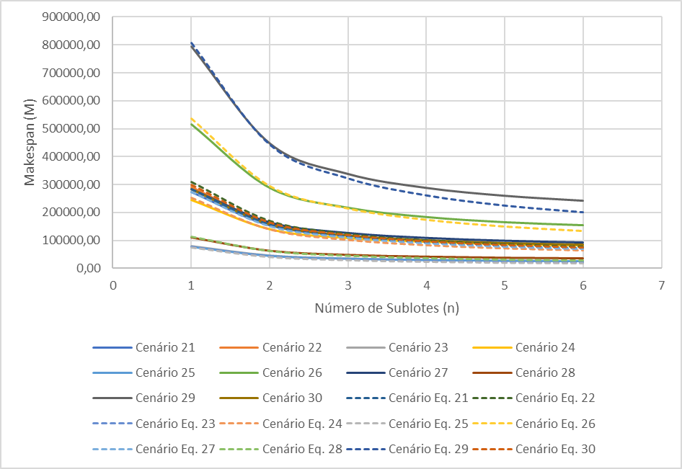 900000,00
800000,00
700000,00
600000,00
500000,00
400000,00
300000,00
200000,00
100000,00
0,00
Makespan (M)
0 1 2 3 4 5 6 7
Número de Sublotes (n)
Cenário 21 Cenário 22 Cenário 23 Cenário 24
Cenário 25 Cenário 26 Cenário 27 Cenário 28
Cenário 29 Cenário 30 Cenário Eq. 21 Cenário Eq. 22
Cenário Eq. 23 Cenário Eq. 24 Cenário Eq. 25 Cenário Eq. 26
Cenário Eq. 27 Cenário Eq. 28 Cenário Eq. 29 Cenário Eq. 30